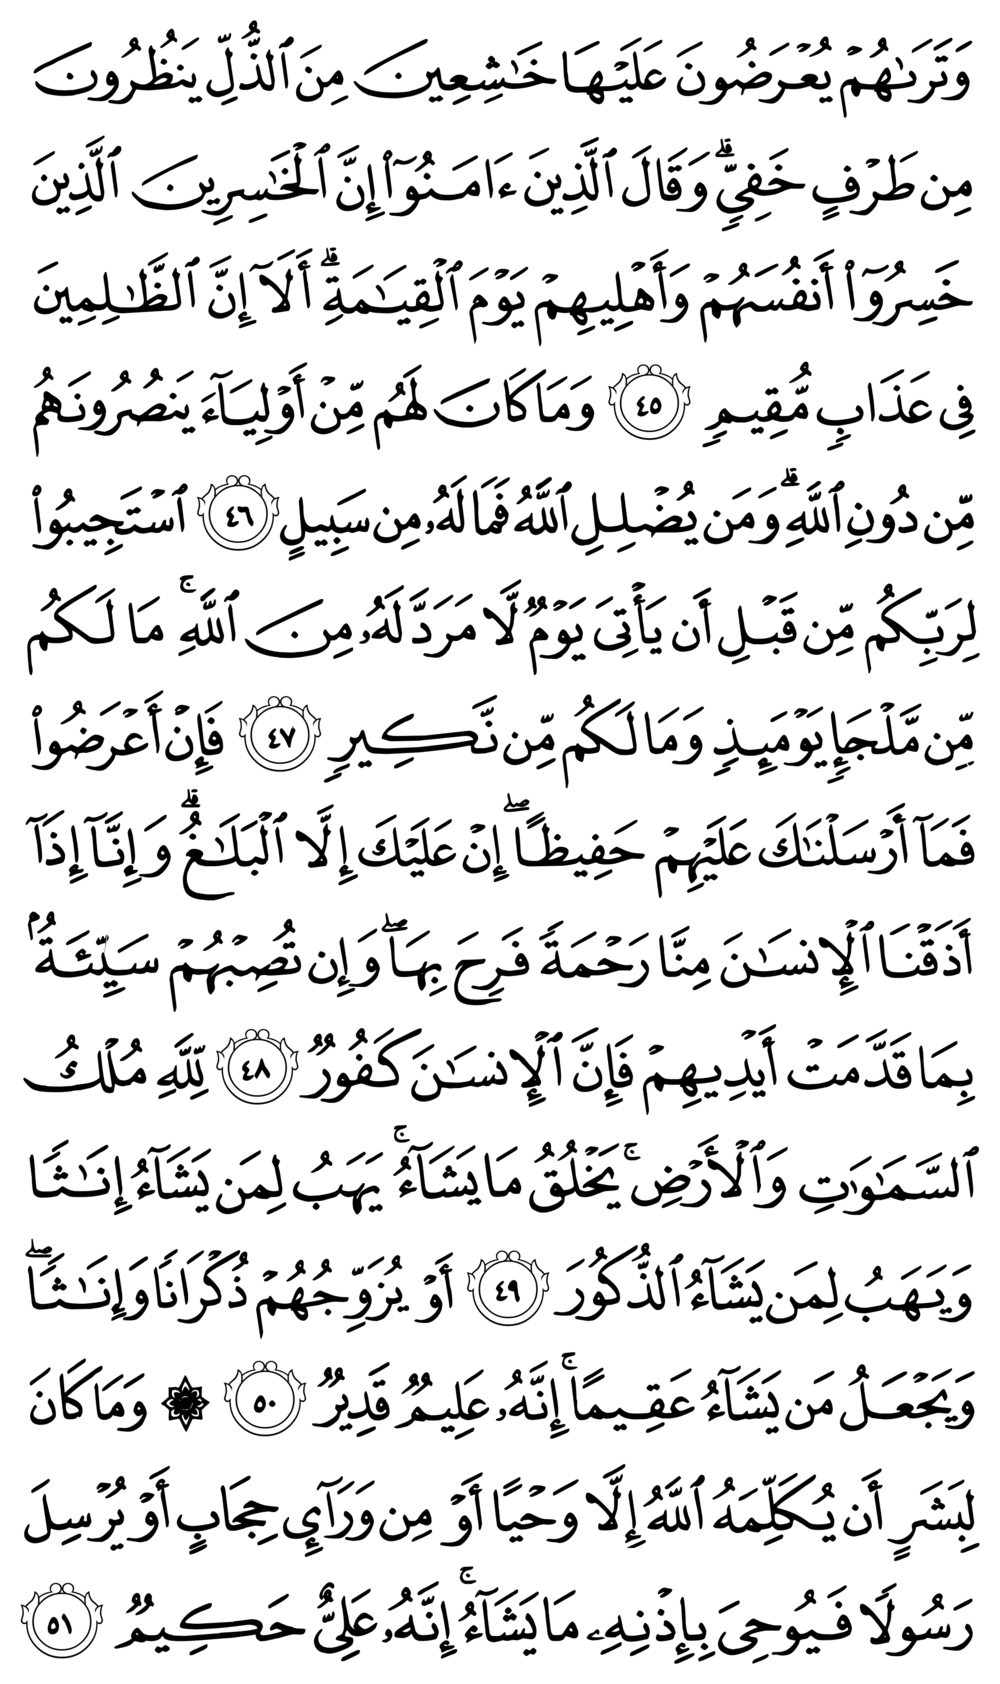 وَتَرَىٰهُمْ يُعْرَضُونَ عَلَيْهَا خَٰشِعِينَ مِنَ ٱلذُّلِّ يَنظُرُونَ
مِن طَرْفٍ خَفِىٍّ ۗ وَقَالَ ٱلَّذِينَ ءَامَنُوٓا۟ إِنَّ ٱلْخَٰسِرِينَ ٱلَّذِينَ
خَسِرُوٓا۟ أَنفُسَهُمْ وَأَهْلِيهِمْ يَوْمَ ٱلْقِيَٰمَةِ ۗ أَلَآ إِنَّ ٱلظَّٰلِمِينَ
فِى عَذَابٍ مُّقِيمٍ ٤٥ وَمَا كَانَ لَهُم مِّنْ أَوْلِيَآءَ يَنصُرُونَهُم
مِّن دُونِ ٱللَّهِ ۗ وَمَن يُضْلِلِ ٱللَّهُ فَمَا لَهُۥ مِن سَبِيلٍ ٤٦ ٱسْتَجِيبُوا۟
لِرَبِّكُم مِّن قَبْلِ أَن يَأْتِىَ يَوْمٌ لَّا مَرَدَّ لَهُۥ مِنَ ٱللَّهِ ۚ مَا لَكُم
مِّن مَّلْجَإٍ يَوْمَئِذٍ وَمَا لَكُم مِّن نَّكِيرٍ ٤٧ فَإِنْ أَعْرَضُوا۟
فَمَآ أَرْسَلْنَٰكَ عَلَيْهِمْ حَفِيظًا ۖ إِنْ عَلَيْكَ إِلَّا ٱلْبَلَٰغُ ۗ وَإِنَّآ إِذَآ
أَذَقْنَا ٱلْإِنسَٰنَ مِنَّا رَحْمَةً فَرِحَ بِهَا ۖ وَإِن تُصِبْهُمْ سَيِّئَةٌۢ
بِمَا قَدَّمَتْ أَيْدِيهِمْ فَإِنَّ ٱلْإِنسَٰنَ كَفُورٌ ٤٨ لِّلَّهِ مُلْكُ
ٱلسَّمَٰوَٰتِ وَٱلْأَرْضِ ۚ يَخْلُقُ مَا يَشَآءُ ۚ يَهَبُ لِمَن يَشَآءُ إِنَٰثًا
وَيَهَبُ لِمَن يَشَآءُ ٱلذُّكُورَ ٤٩ أَوْ يُزَوِّجُهُمْ ذُكْرَانًا وَإِنَٰثًا ۖ
وَيَجْعَلُ مَن يَشَآءُ عَقِيمًا ۚ إِنَّهُۥ عَلِيمٌ قَدِيرٌ ٥٠ ۞ وَمَا كَانَ
لِبَشَرٍ أَن يُكَلِّمَهُ ٱللَّهُ إِلَّا وَحْيًا أَوْ مِن وَرَآئِ حِجَابٍ أَوْ يُرْسِلَ
رَسُولًا فَيُوحِىَ بِإِذْنِهِۦ مَا يَشَآءُ ۚ إِنَّهُۥ عَلِىٌّ حَكِيمٌ ٥١